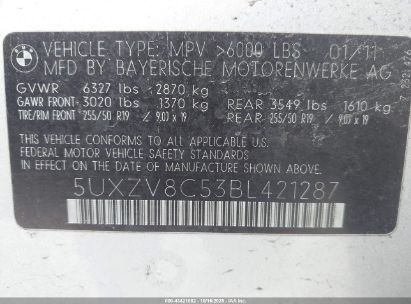 VEHICLE TYPE: MPV >6000 LBS 01/11
MFD BY BAYERISCHE MOTORENWERKE AG
GVWR 6327 lbs 2870 kg
GAWR FRONT= 3020 lbs 1370 kg REAR 3549 lbs 1610 kg
TIRE/RIM FRONT= 255/50 R19 9.0J x 19 REAR =255/50 R19 9.0J x 19
THIS VEHICLE CONFORMS TO ALL APPLICABLE U.S.
FEDERAL MOTOR VEHICLE SAFETY STANDARDS
IN EFFECT ON THE DATE OF MANUFACTURE SHOWN ABOVE.
5UXZV8C53BL421287